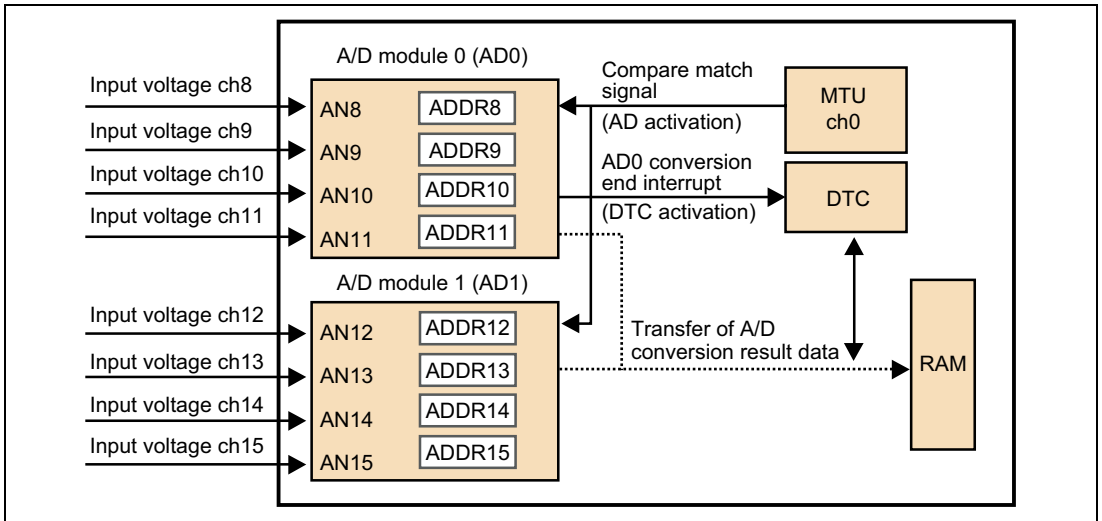 A/D module 0 (AD0)
Input voltage ch8
Input voltage ch9
Input voltage ch10
Input voltage ch11
AN8
AN9
AN10
AN11
ADDR8
ADDR9
ADDR10
ADDR11
Compare match
signal
(AD activation)
MTU
ch0
AD0 conversion
end interrupt
(DTC activation)
DTC
A/D module 1 (AD1)
Input voltage ch12
Input voltage ch13
Input voltage ch14
Input voltage ch15
AN12
AN13
AN14
AN15
ADDR12
ADDR13
ADDR14
ADDR15
Transfer of A/D
conversion result data
RAM